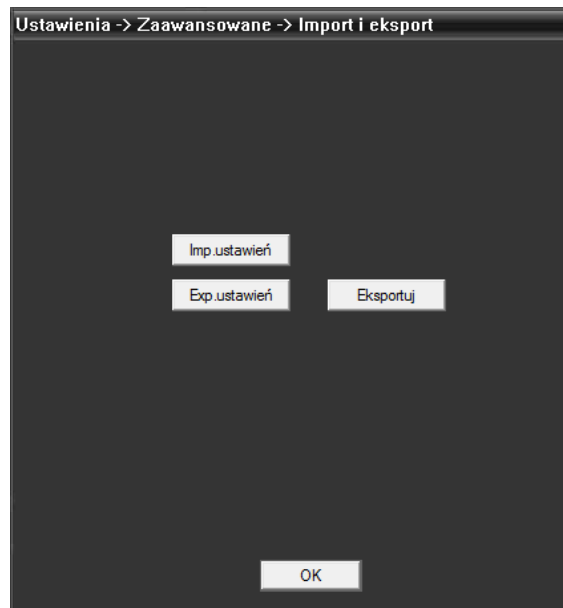 Ustawienia -> Zaawansowane -> Import i eksport
Imp.ustawień
Exp.ustawień Eksportuj
OK